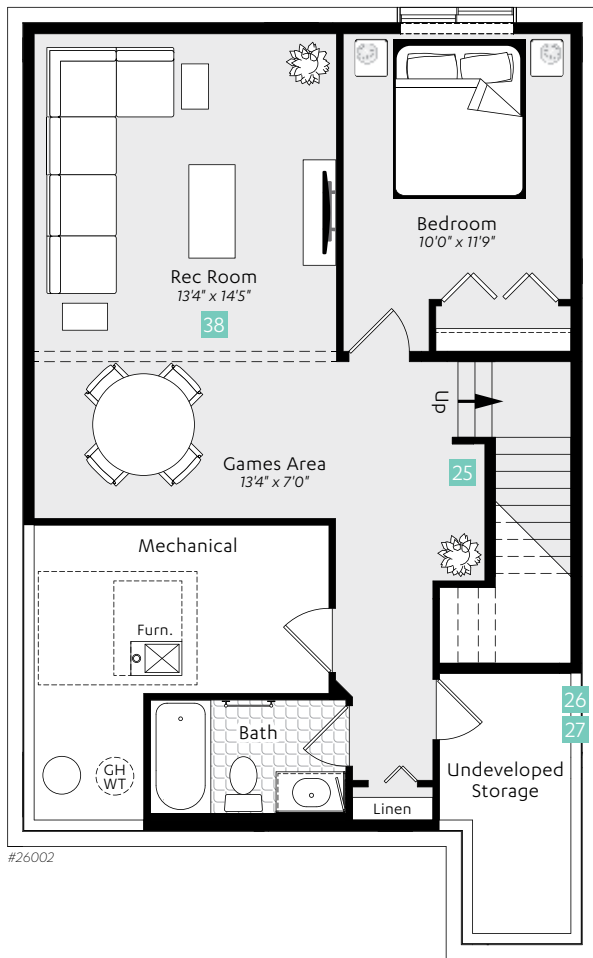 Bedroom
10'0" x 11'9"
Rec Room
13'4" x 14'5"
38
Up
Games Area
13'4" x 7'0"
25
Mechanical
Furn.
Bath
GH
WT
Linen
26
27
Undeveloped
Storage
#26002